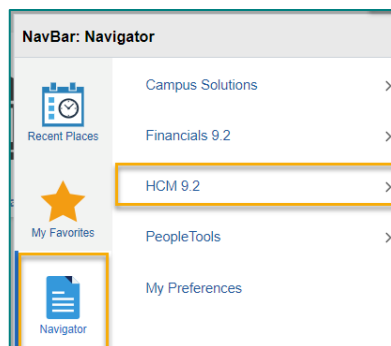 NavBar: Navigator
Recent Places
My Favorites
Navigator
Campus Solutions
Financials 9.2
HCM 9.2
PeopleTools
My Preferences